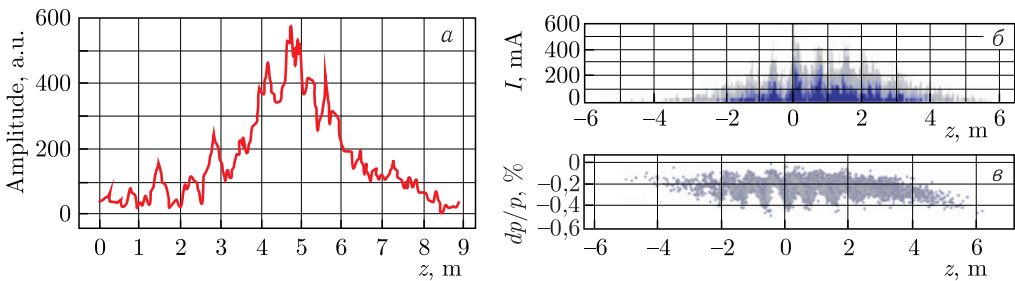 600
400
200
0
Amplitude, a.u.
а
0 1 2 3 4 5 6 7 8 9
z, m
600
400
200
0
I, mA
б
–6 –4 –2 0 2 4 6
z, m
0
–0,2
–0,4
–0,6
dp/p, %
в
–6 –4 –2 0 2 4 6
z, m